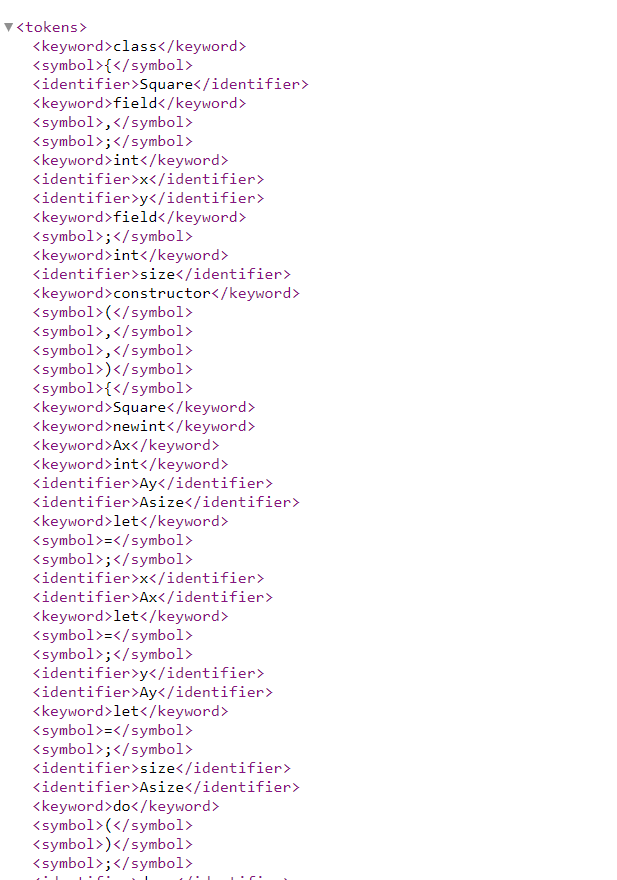 <tokens>
<keyword>class</keyword>
<symbol>{</symbol>
<identifier>Square</identifier>
<keyword>field</keyword>
<symbol>,</symbol>
<symbol>;</symbol>
<keyword>int</keyword>
<identifier>x</identifier>
<identifier>y</identifier>
<keyword>field</keyword>
<symbol>;</symbol>
<keyword>int</keyword>
<identifier>size</identifier>
<keyword>constructor</keyword>
<symbol>(</symbol>
<symbol>,</symbol>
<symbol>,</symbol>
<symbol>)</symbol>
<symbol>{</symbol>
<keyword>Square</keyword>
<keyword>newint</keyword>
<keyword>Ax</keyword>
<keyword>int</keyword>
<identifier>Ay</identifier>
<identifier>Asize</identifier>
<keyword>let</keyword>
<symbol>=</symbol>
<symbol>;</symbol>
<identifier>x</identifier>
<identifier>Ax</identifier>
<keyword>let</keyword>
<symbol>=</symbol>
<symbol>;</symbol>
<identifier>y</identifier>
<identifier>Ay</identifier>
<keyword>let</keyword>
<symbol>=</symbol>
<symbol>;</symbol>
<identifier>size</identifier>
<identifier>Asize</identifier>
<keyword>do</keyword>
<symbol>(</symbol>
<symbol>)</symbol>
<symbol>;</symbol>